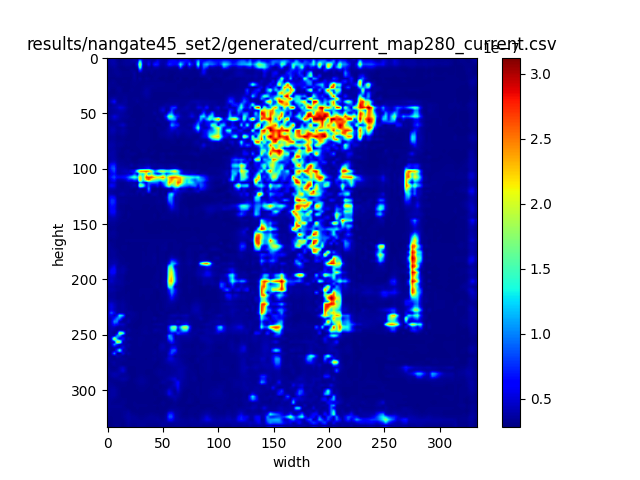 results/nangate45_set2/generated/current_map280_current.csv
1e−7
0
50
100
150
200
250
300
height
0 50 100 150 200 250 300
width
3.0
2.5
2.0
1.5
1.0
0.5